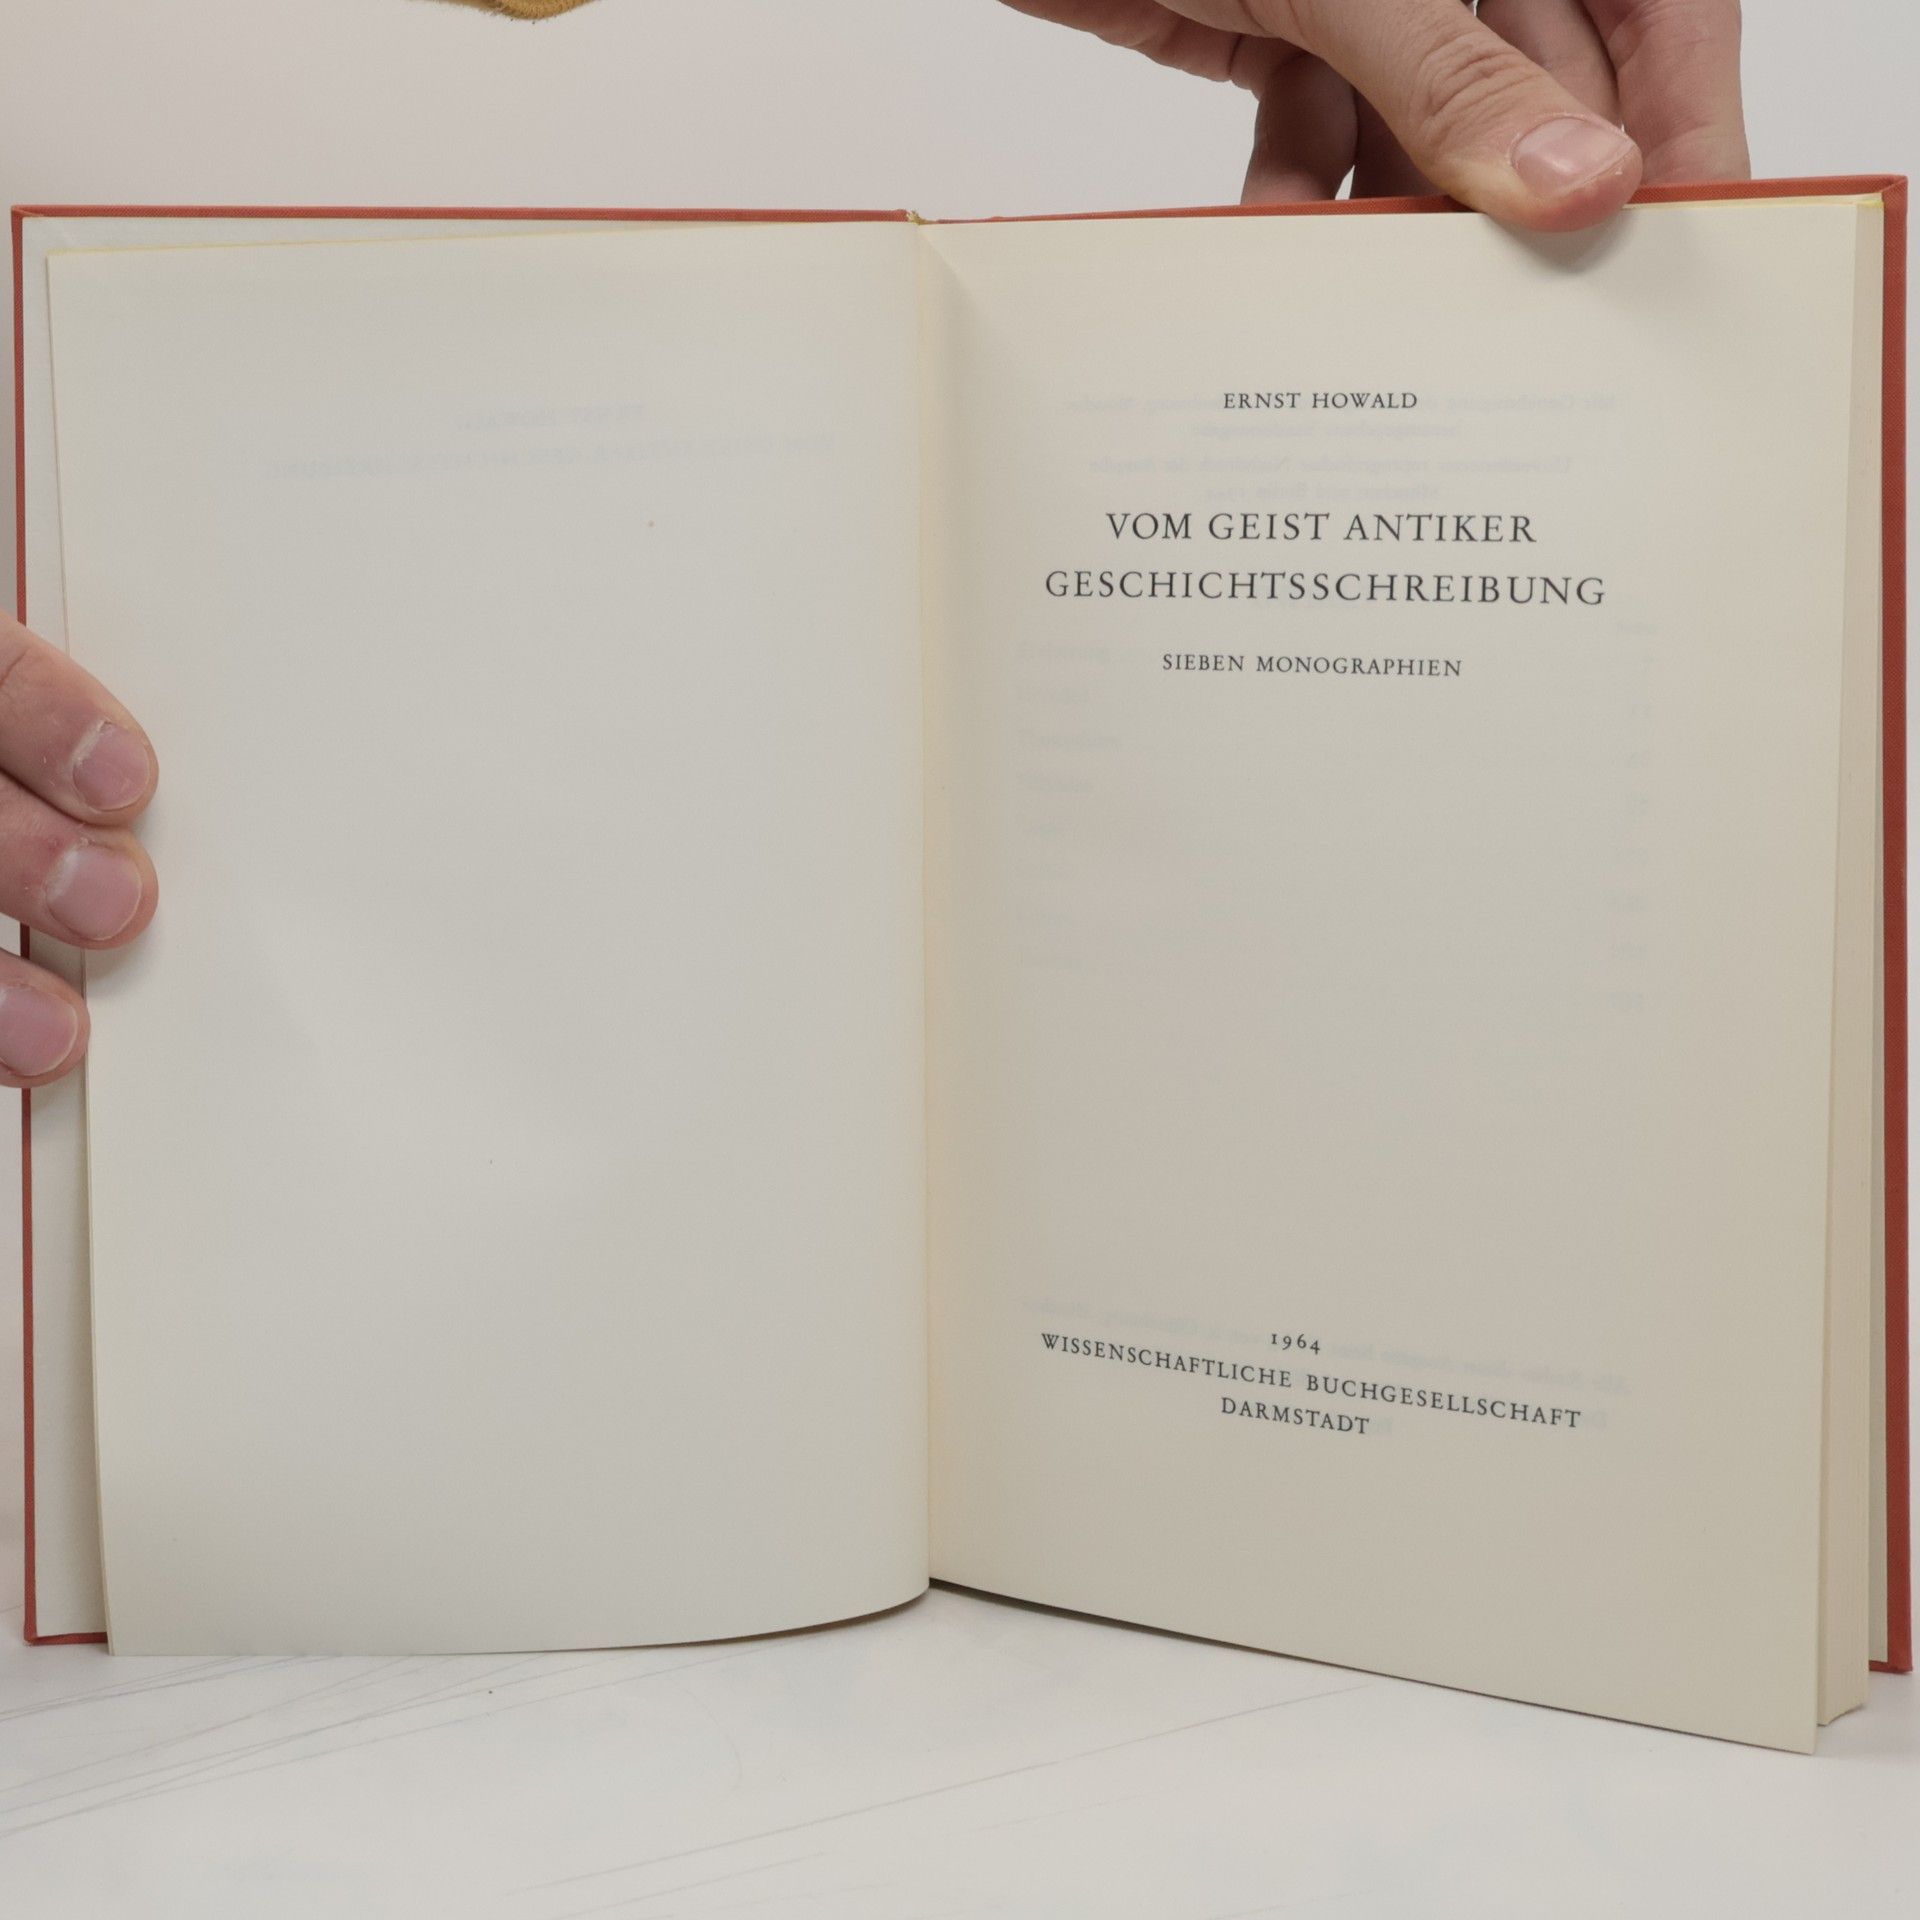 ERNST HOWALD
VOM GEIST ANTIKER
GESCHICHTSSCHREIBUNG
SIEBEN MONOGRAPHIEN
1964
WISSENSCHAFTLICHE BUCHGESELLSCHAFT
DARMSTADT